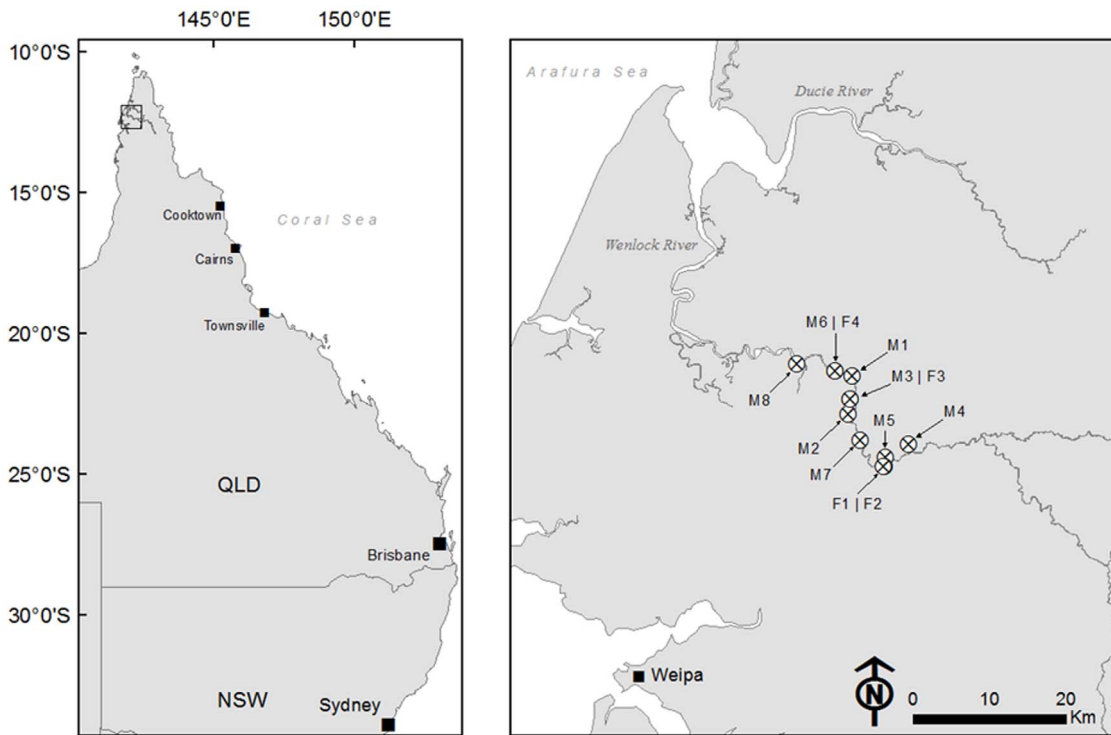 145°0'E 150°0'E
10°0'S
15°0'S
20°0'S
25°0'S
30°0'S
Cooktown
Coral Sea
Cairns
Townsville
QLD
Brisbane
NSW
Sydney
Arafura Sea
Ducie River
Wenlock River
M6 | F4
M1
M3 | F3
M8
M5
M4
M2
M7
F1 | F2
Weipa
N
0 10 20
Km